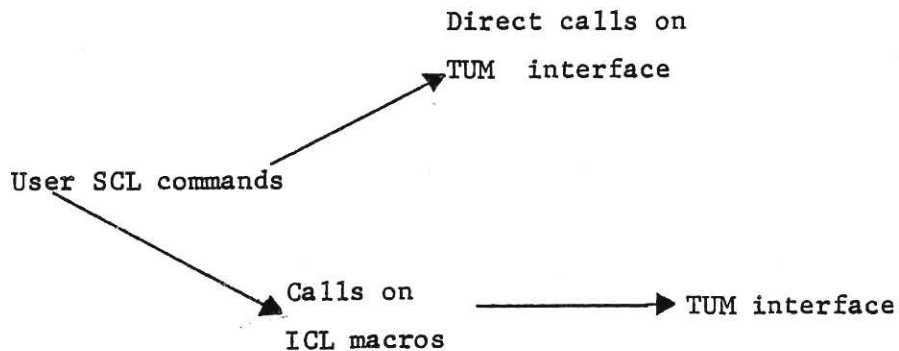 Direct calls on
TUM interface
User SCL commands
Calls on
ICL macros
TUM interface